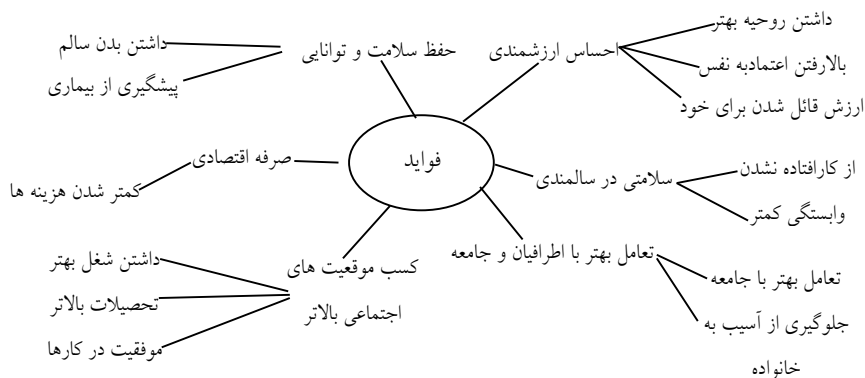 فواید
احساس ارزشمندی
داشتن روحیه بهتر
بالارفتن اعتمادبه نفس
ارزش قائل شدن برای خود
سلامتی در سالمندی
از کارافتاده نشدن
وابستگی کمتر
تعامل بهتر با اطرافیان و جامعه
تعامل بهتر با جامعه
جلوگیری از آسیب به
خانواده
حفظ سلامت و توانایی
داشتن بدن سالم
پیشگیری از بیماری
صرفه اقتصادی
کمتر شدن هزینه ها
کسب موقعیت های
اجتماعی بالاتر
داشتن شغل بهتر
تحصیلات بالاتر
موفقیت در کارها